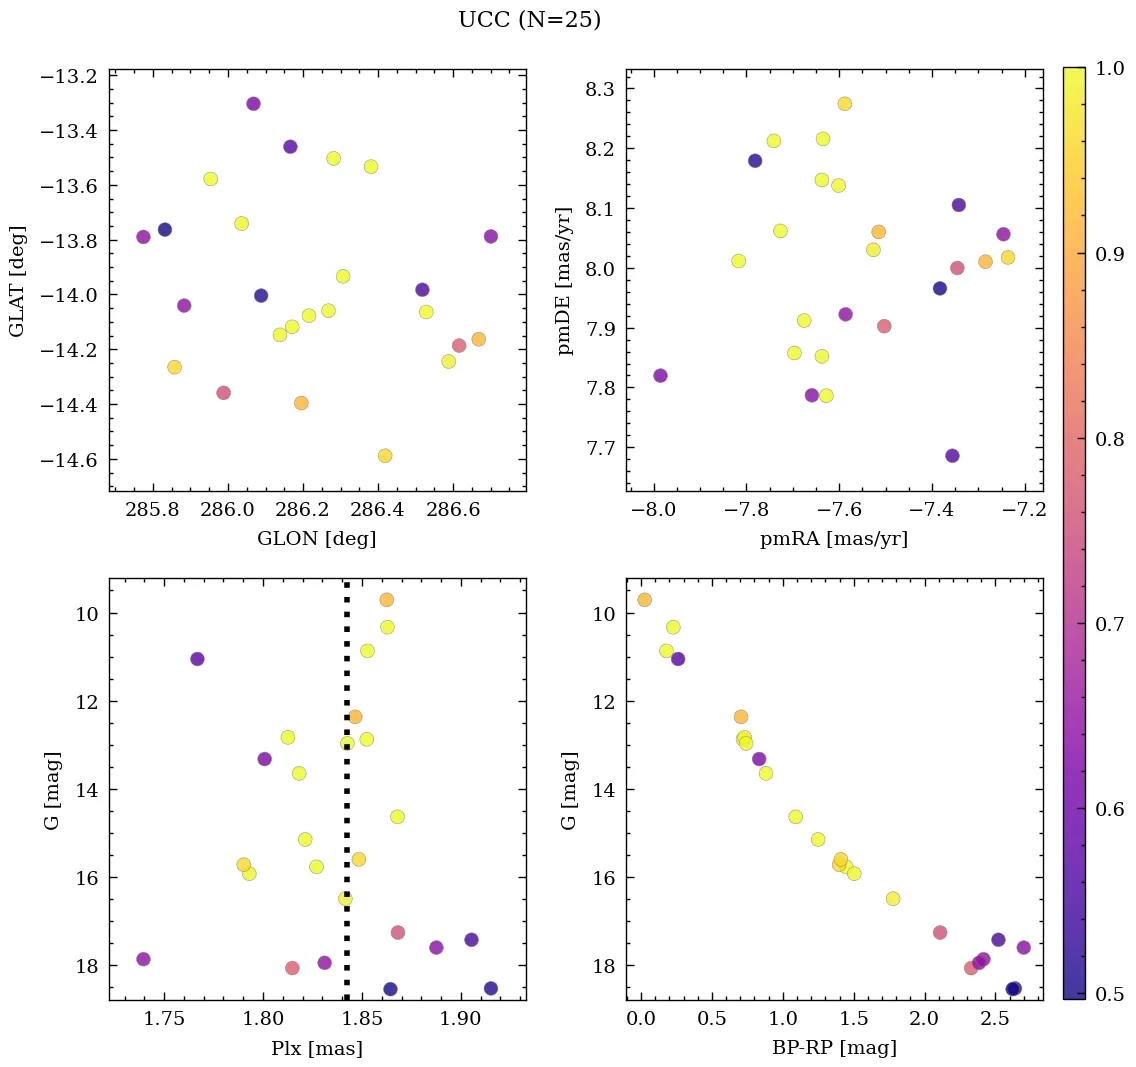 UCC (N=25)
−13.2
−13.4
−13.6
−13.8
−14.0
−14.2
−14.4
−14.6
GLAT [deg]
285.8 286.0 286.2 286.4 286.6
GLON [deg]
8.3
8.2
8.1
8.0
7.9
7.8
7.7
pmDE [mas/yr]
−8.0 −7.8 −7.6 −7.4 −7.2
pmRA [mas/yr]
10
12
14
16
18
G [mag]
1.75 1.80 1.85 1.90
Plx [mas]
10
12
14
16
18
G [mag]
0.0 0.5 1.0 1.5 2.0 2.5
BP-RP [mag]
1.0
0.9
0.8
0.7
0.6
0.5